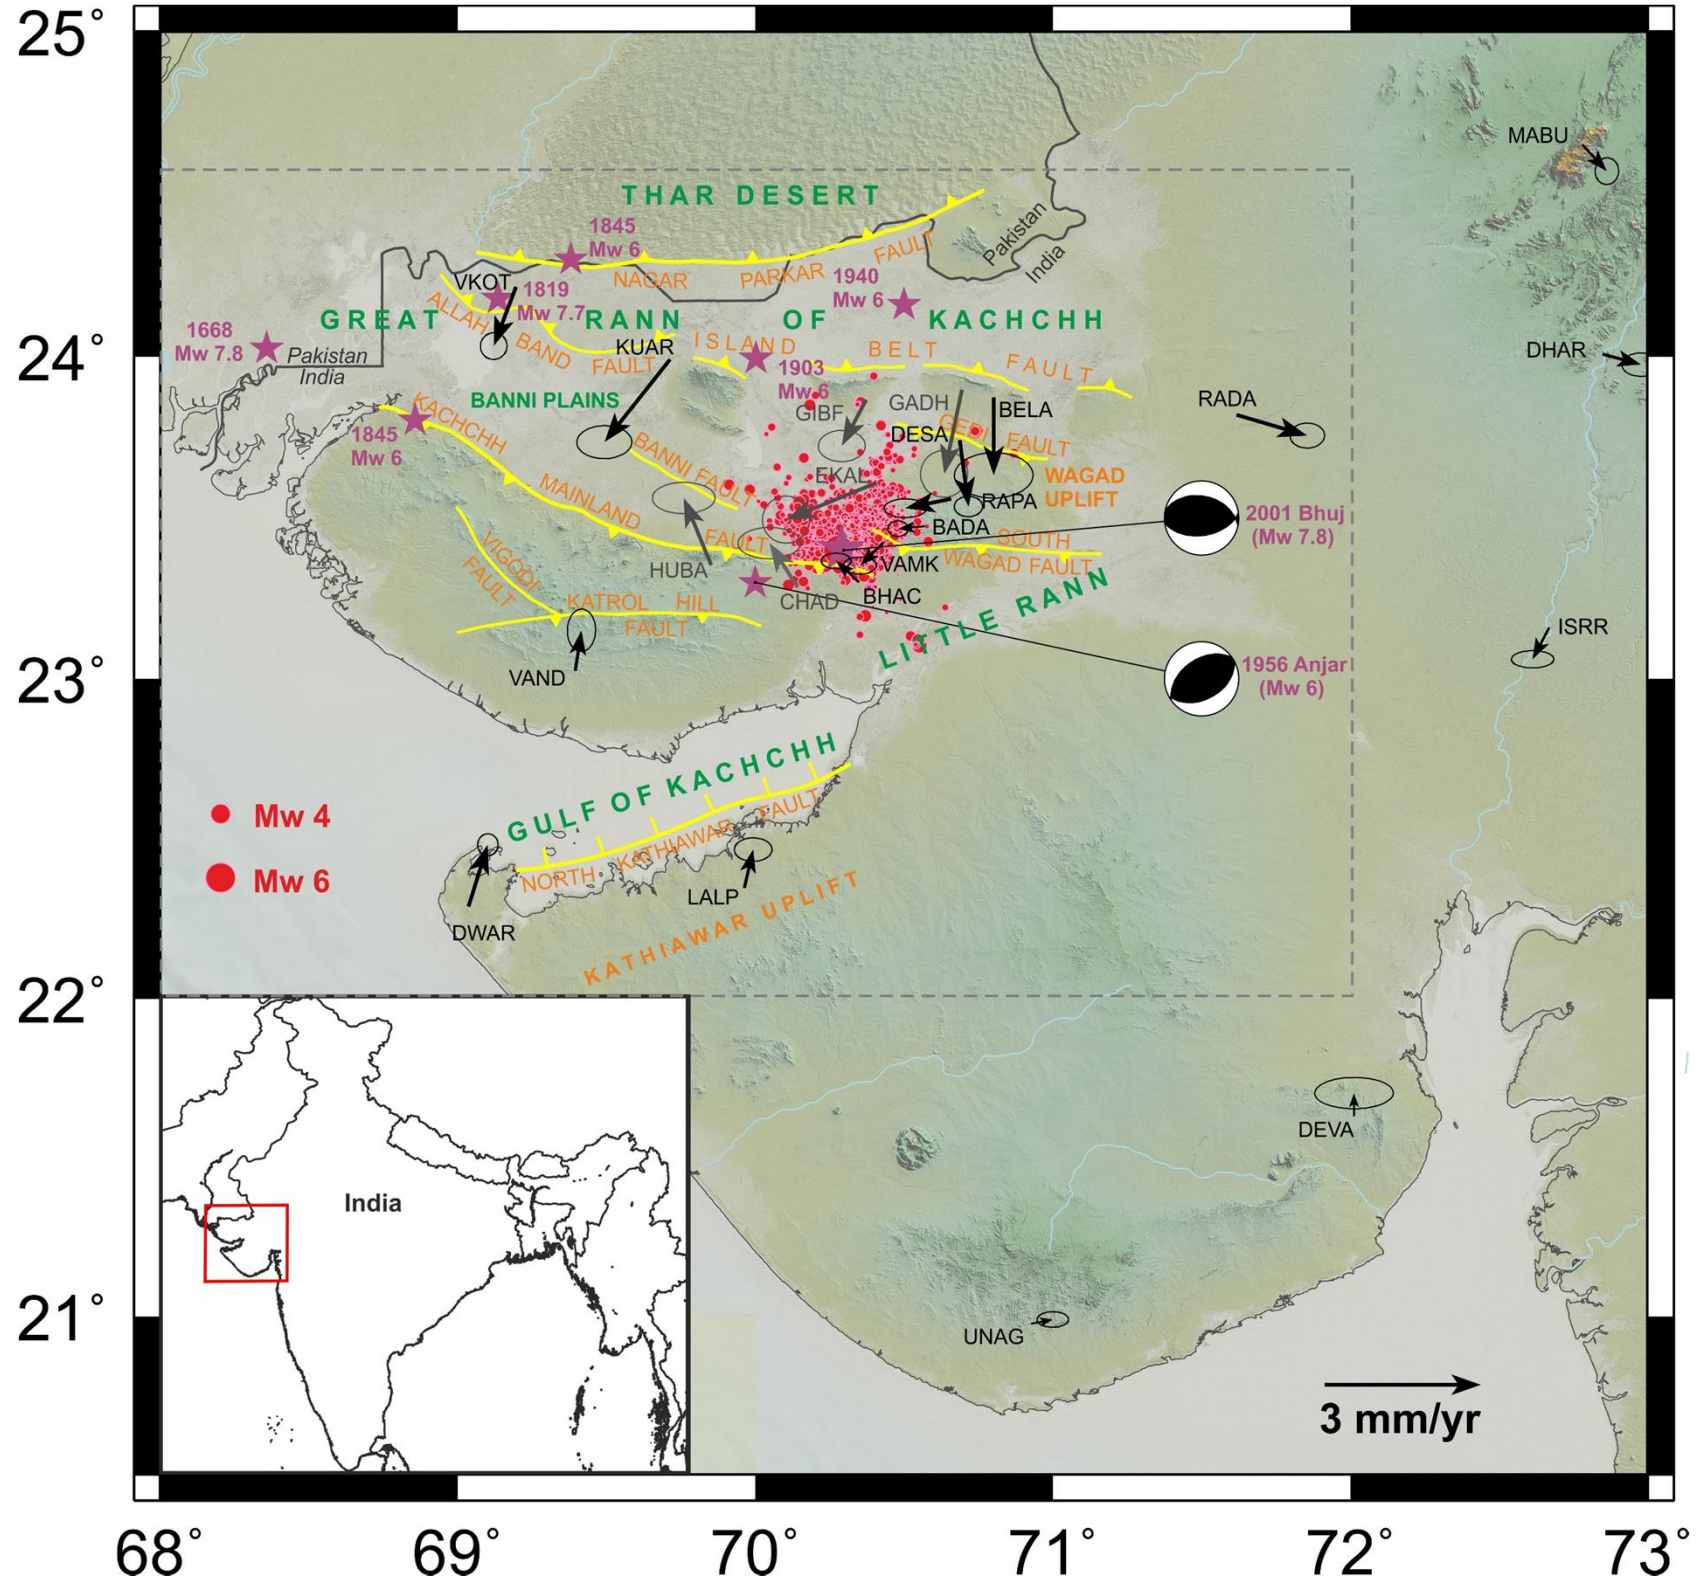 25°
24°
23°
22°
21°
68°
69°
70°
71°
72°
73°
MABU
THAR DESERT
1845
Mw 6
NAGAR PARKAR FAULT
Pakistan
India
VKOT
1819
Mw 7.7
1940
Mw 6
ALLAH BAND FAULT
GREAT RANN OF KACHCHH
1668
Mw 7.8
Pakistan
India
KUAR
ISLAND BELT FAULT
DHAR
1903
Mw 6
BANNI PLAINS
GIBF
GADH
BELA
RADA
KACHCHH MAINLAND FAULT
1845
Mw 6
DESA
GEDI FAULT
BANNI FAULT
EKAL
WAGAD
UPLIFT
RAPA
2001 Bhuj
(Mw 7.8)
BADA
SOUTH
WAGAD FAULT
VIGODI
FAULT
HUBA
VAMK
CHAD
BHAC
KATROL HILL
FAULT
LITTLE RANN
ISRR
VAND
1956 Anjar
(Mw 6)
GULF OF KACHCHH
Mw 4
Mw 6
NORTH KATHIAWAR FAULT
LALP
DWAR
KATHIAWAR UPLIFT
DEVA
India
UNAG
3 mm/yr